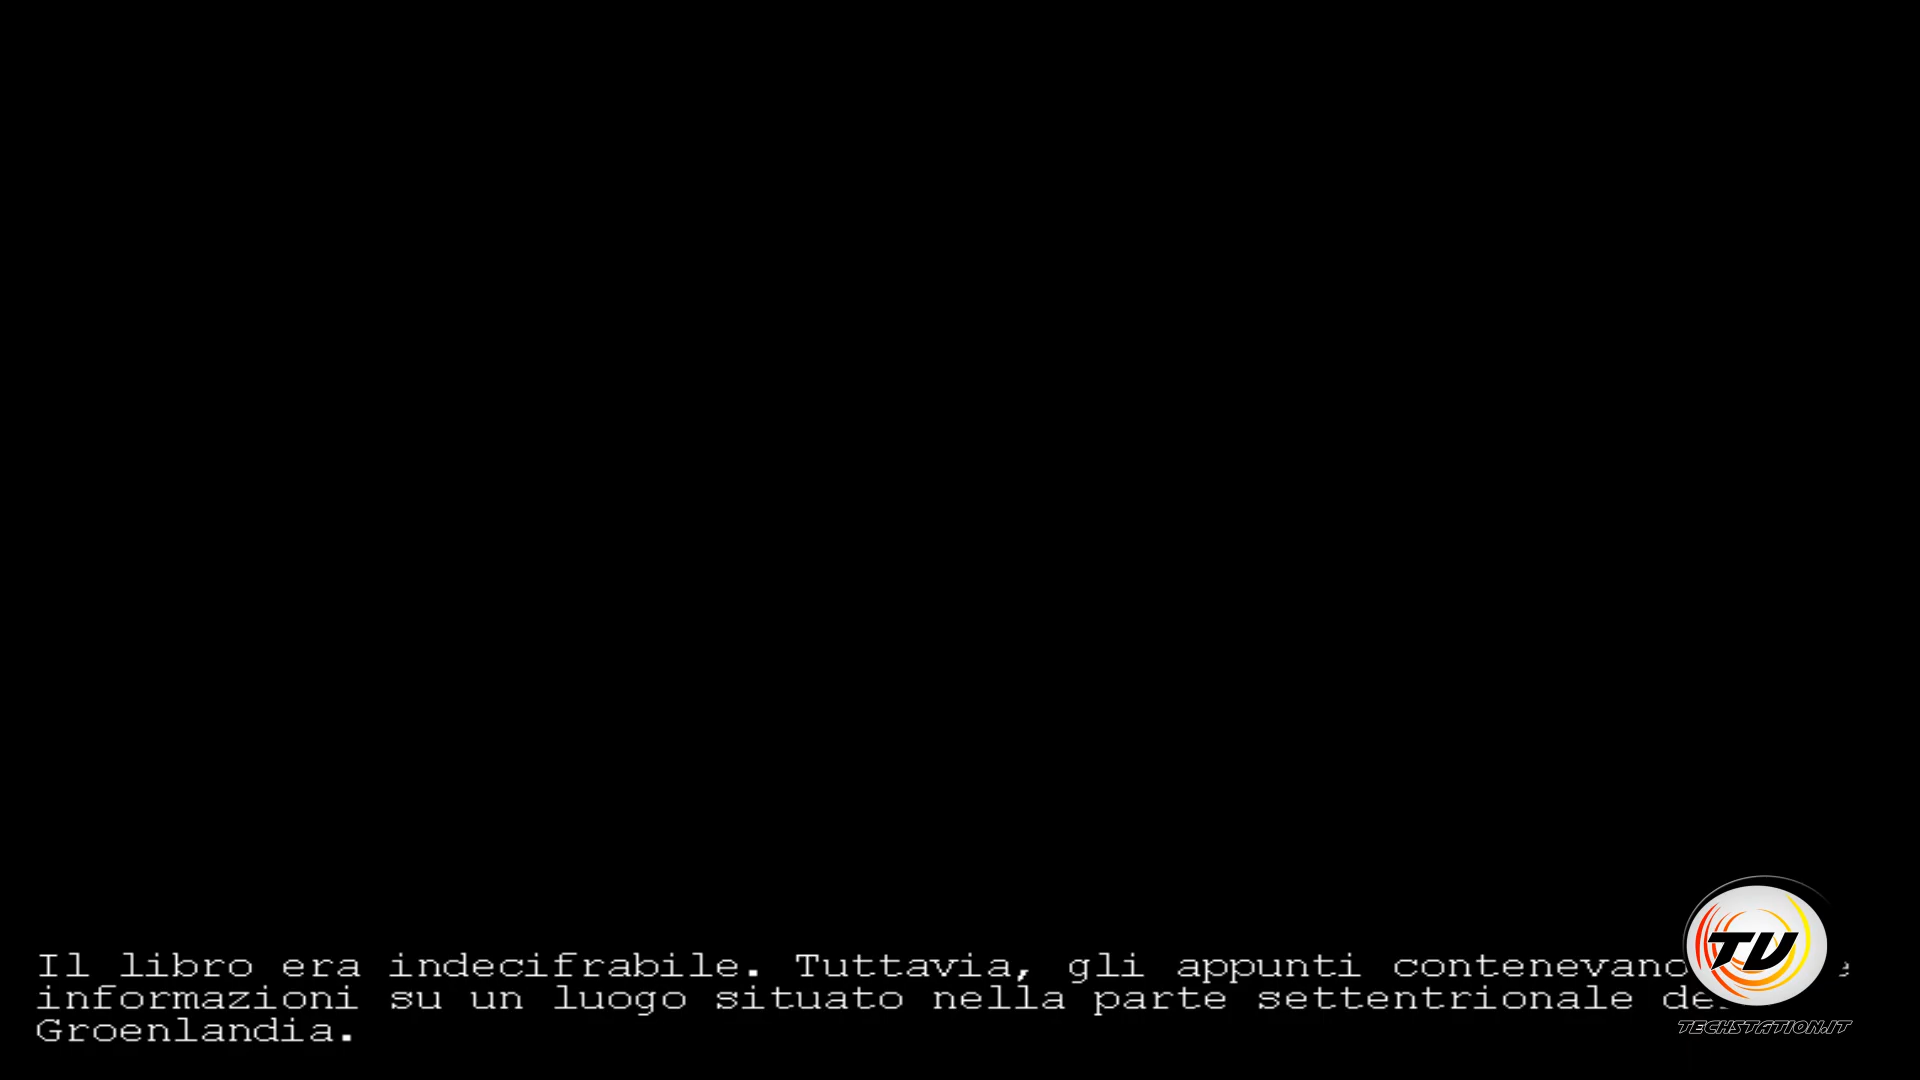 Il libro era indecifrabile. Tuttavia, gli appunti contenevano
informazioni su un luogo situato nella parte settentrionale
Groenlandia.
TV
TECHSTATION.IT